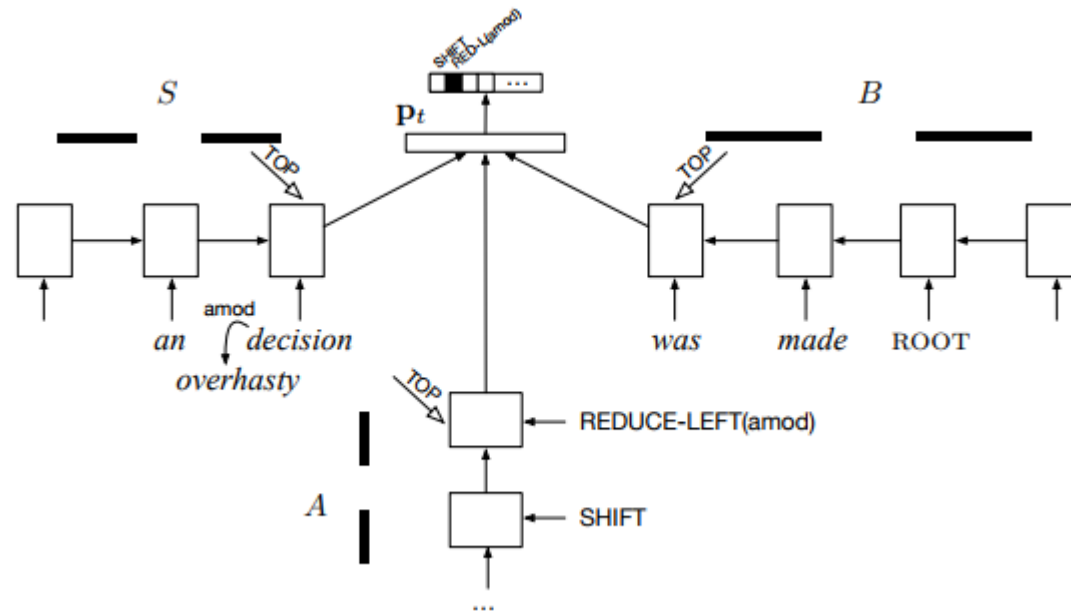 SHIFT
RED-L(amod)
...
S
p_t
B
TOP
TOP
amod
an decision
overhasty
was made ROOT
TOP
REDUCE-LEFT(amod)
A
SHIFT
...